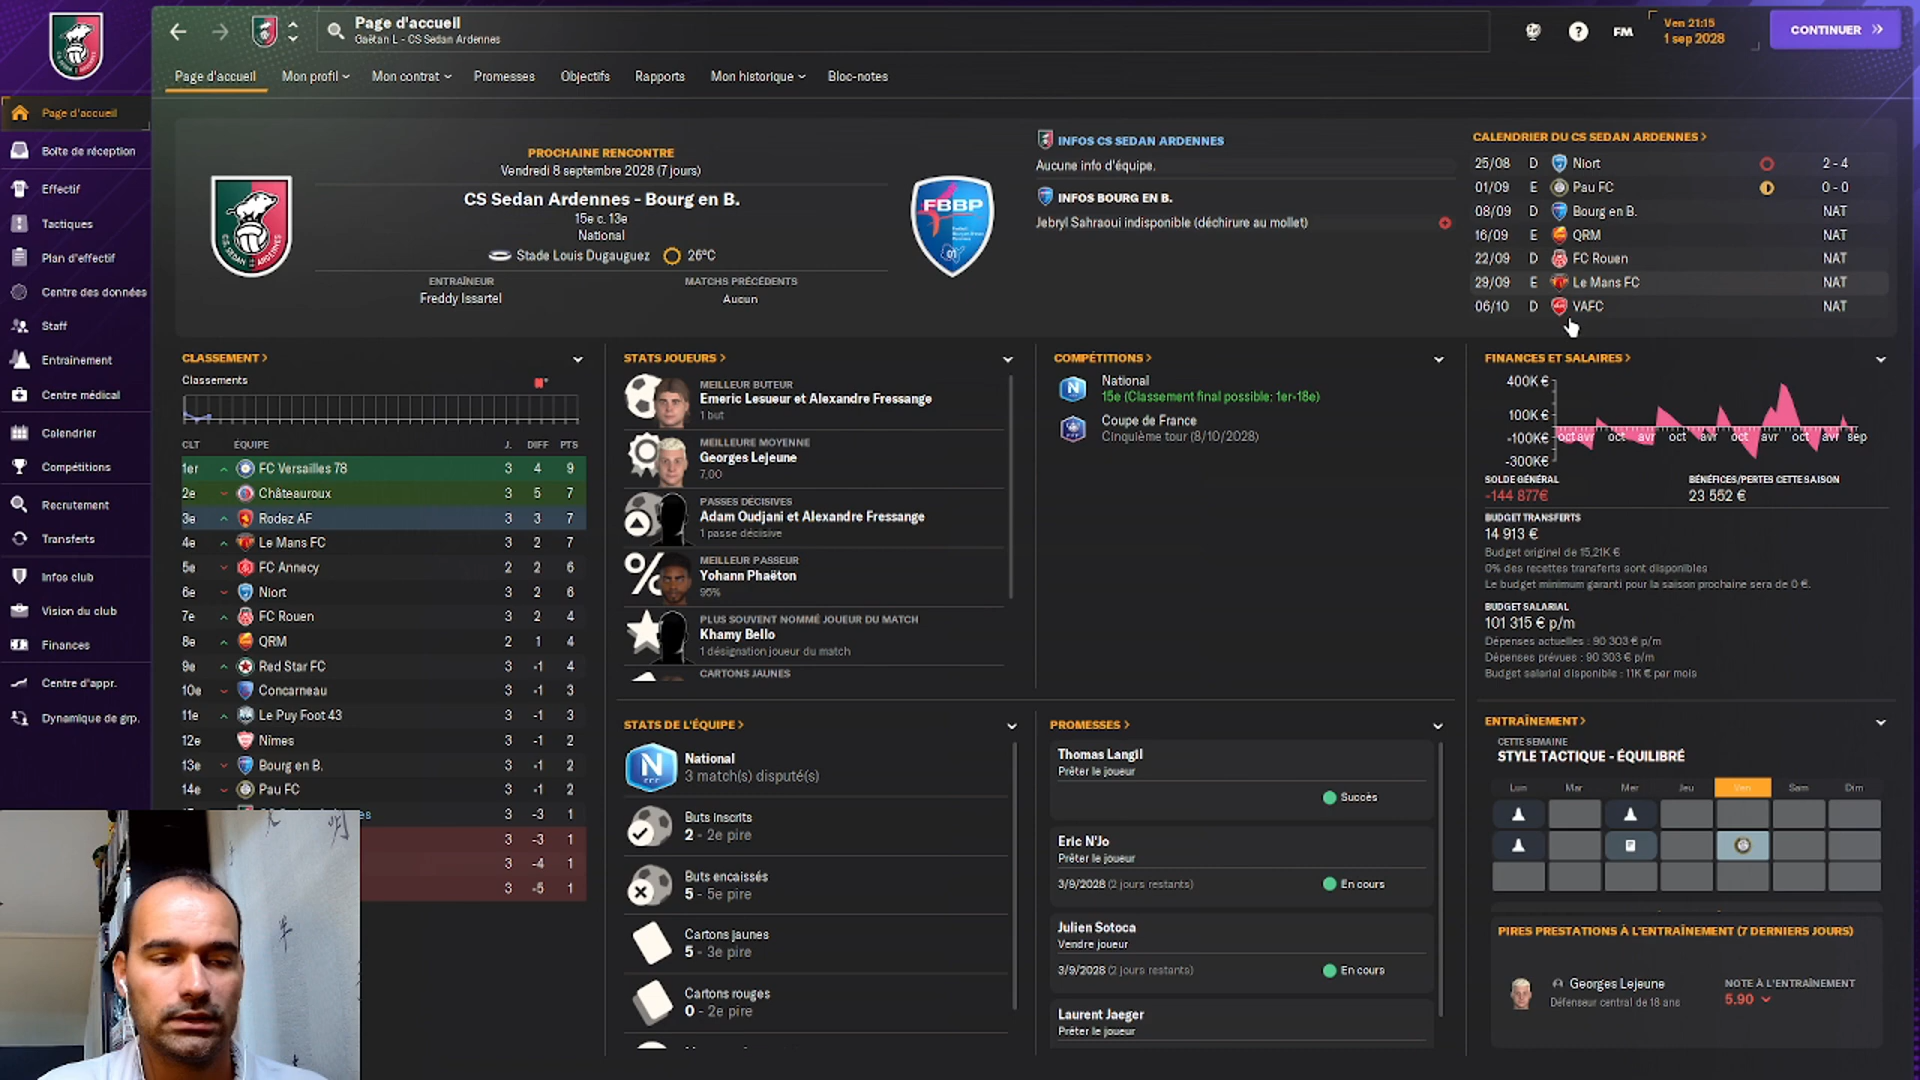 Page d'accueil
Gaëtan L - CS Sedan Ardennes
FM
Ven 21:15
1 sep 2028
CONTINUER
Page d'accueil
Mon profil
Mon contrat
Promesses
Objectifs
Rapports
Mon historique
Bloc-notes
Page d'accueil
Boîte de réception
Effectif
Tactiques
Plan d'effectif
Centre des données
Staff
Entraînement
Centre médical
Calendrier
Compétitions
Recrutement
Transferts
Infos club
Vision du club
Finances
Centre d'appr.
Dynamique de grp.
PROCHAINE RENCONTRE
Vendredi 8 septembre 2028 (7 jours)
CS Sedan Ardennes - Bourg en B.
15e c. 13e
National
Stade Louis Dugauguez 26°C
ENTRAÎNEUR
Freddy Issartel
MATCHS PRÉCÉDENTS
Aucun
FBBP
01
INFOS CS SEDAN ARDENNES
Aucune info d'équipe.
INFOS BOURG EN B.
Jebryl Sahraoui indisponible (déchirure au mollet)
CALENDRIER DU CS SEDAN ARDENNES
25/08 D Niort 2 - 4
01/09 E Pau FC 0 - 0
08/09 D Bourg en B. NAT
16/09 E QRM NAT
22/09 D FC Rouen NAT
29/09 E Le Mans FC NAT
06/10 D VAFC NAT
CLASSEMENT
Classements
CLT ÉQUIPE J. DIFF PTS
1er FC Versailles 78 3 4 9
2e Châteauroux 3 5 7
3e Rodez AF 3 3 7
4e Le Mans FC 3 2 7
5e FC Annecy 2 2 6
6e Niort 3 2 6
7e FC Rouen 3 2 4
8e QRM 2 1 4
9e Red Star FC 3 -1 4
10e Concarneau 3 -1 3
11e Le Puy Foot 43 3 -1 3
12e Nîmes 3 -1 2
13e Bourg en B. 3 -1 2
14e Pau FC 3 -1 2
es 3 -3 1
3 -3 1
3 -4 1
3 -5 1
STATS JOUEURS
MEILLEUR BUTEUR
Emeric Lesueur et Alexandre Fressange
1 but
MEILLEURE MOYENNE
Georges Lejeune
7,00
PASSES DÉCISIVES
Adam Oudjani et Alexandre Fressange
1 passe décisive
MEILLEUR PASSEUR
Yohann Phaëton
95%
PLUS SOUVENT NOMMÉ JOUEUR DU MATCH
Khamy Bello
1 désignation joueur du match
CARTONS JAUNES
COMPÉTITIONS
National
15e (Classement final possible: 1er-18e)
Coupe de France
Cinquième tour (8/10/2028)
FINANCES ET SALAIRES
400K €
100K €
-100K€
-300K€
oct avr oct avr oct avr oct avr oct avr sep
SOLDE GÉNÉRAL
-144 877€
BÉNÉFICES/PERTES CETTE SAISON
23 552 €
BUDGET TRANSFERTS
14 913 €
Budget originel de 15,21K €
0% des recettes transferts sont disponibles
Le budget minimum garanti pour la saison prochaine sera de 0 €.
BUDGET SALARIAL
101 315 € p/m
Dépenses actuelles : 90 303 € p/m
Dépenses prévues : 90 303 € p/m
Budget salarial disponible : 11K € par mois
STATS DE L'ÉQUIPE
National
3 match(s) disputé(s)
Buts inscrits
2 - 2e pire
Buts encaissés
5 - 5e pire
Cartons jaunes
5 - 3e pire
Cartons rouges
0 - 2e pire
PROMESSES
Thomas Langil
Prêter le joueur
Succès
Eric N'Jo
Prêter le joueur
3/9/2028 (2 jours restants) En cours
Julien Sotoca
Vendre joueur
3/9/2028 (2 jours restants) En cours
Laurent Jaeger
Prêter le joueur
ENTRAÎNEMENT
CETTE SEMAINE
STYLE TACTIQUE - ÉQUILIBRÉ
Lun Mar Mer Jeu Ven Sam Dim
PIRES PRESTATIONS À L'ENTRAÎNEMENT (7 DERNIERS JOURS)
Georges Lejeune
Défenseur central de 18 ans
NOTE À L'ENTRAÎNEMENT
5.90